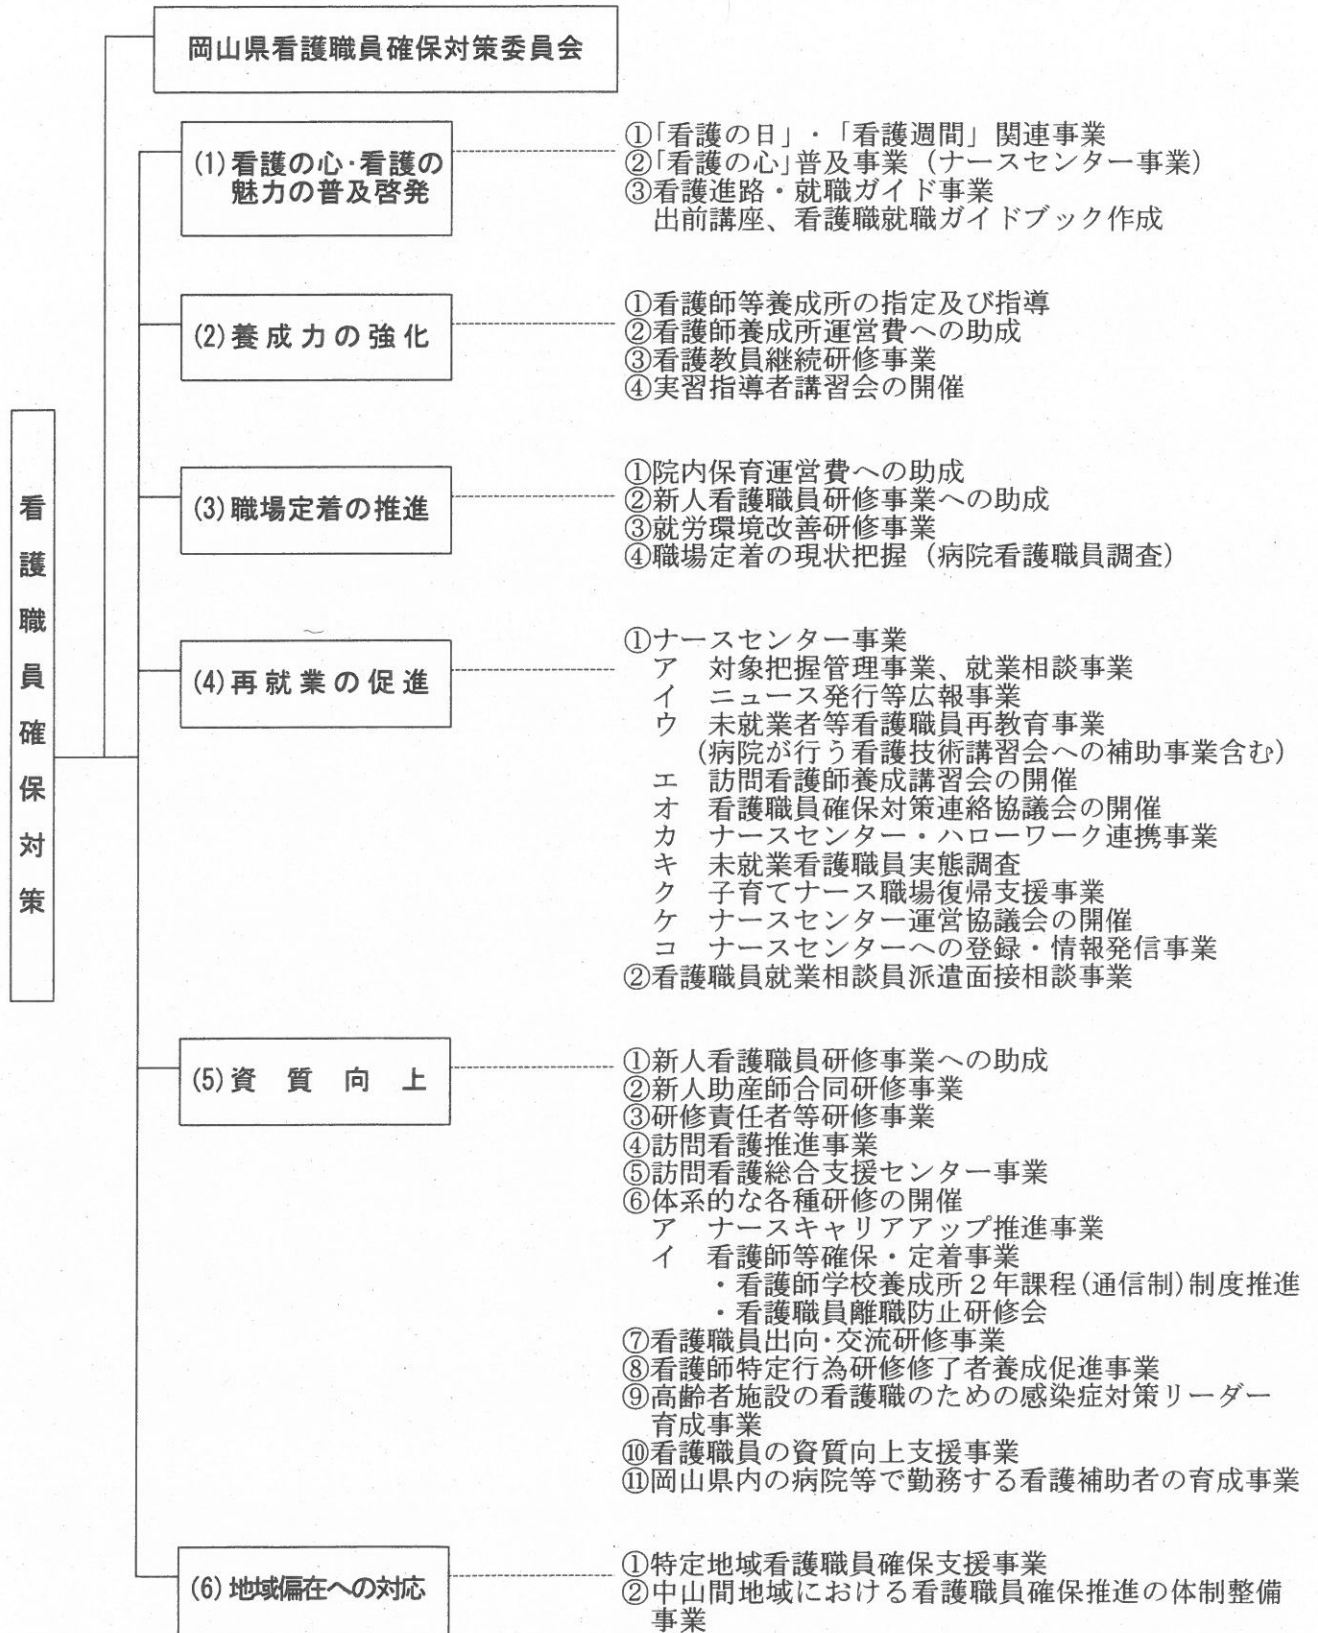 岡山県看護職員確保対策委員会
看護職員確保対策
(1)看護の心・看護の
魅力の普及啓発
①「看護の日」・「看護週間」関連事業
②「看護の心」普及事業（ナースセンター事業）
③看護進路・就職ガイド事業
出前講座、看護職就職ガイドブック作成
(2)養成力の強化
①看護師等養成所の指定及び指導
②看護師養成所運営費への助成
③看護教員継続研修事業
④実習指導者講習会の開催
(3)職場定着の推進
①院内保育運営費への助成
②新人看護職員研修事業への助成
③就労環境改善研修事業
④職場定着の現状把握（病院看護職員調査）
(4)再就業の促進
①ナースセンター事業
ア　対象把握管理事業、就業相談事業
イ　ニュース発行等広報事業
ウ　未就業者等看護職員再教育事業
(病院が行う看護技術講習会への補助事業含む)
エ　訪問看護師養成講習会の開催
オ　看護職員確保対策連絡協議会の開催
カ　ナースセンター・ハローワーク連携事業
キ　未就業看護職員実態調査
ク　子育てナース職場復帰支援事業
ケ　ナースセンター運営協議会の開催
コ　ナースセンターへの登録・情報発信事業
②看護職員就業相談員派遣面接相談事業
(5)資質向上
①新人看護職員研修事業への助成
②新人助産師合同研修事業
③研修責任者等研修事業
④訪問看護推進事業
⑤訪問看護総合支援センター事業
⑥体系的な各種研修の開催
ア　ナースキャリアアップ推進事業
イ　看護師等確保・定着事業
・看護師学校養成所２年課程(通信制)制度推進
・看護職員離職防止研修会
⑦看護職員出向・交流研修事業
⑧看護師特定行為研修修了者養成促進事業
⑨高齢者施設の看護職のための感染症対策リーダー
育成事業
⑩看護職員の資質向上支援事業
⑪岡山県内の病院等で勤務する看護補助者の育成事業
(6)地域偏在への対応
①特定地域看護職員確保支援事業
②中山間地域における看護職員確保推進の体制整備
事業